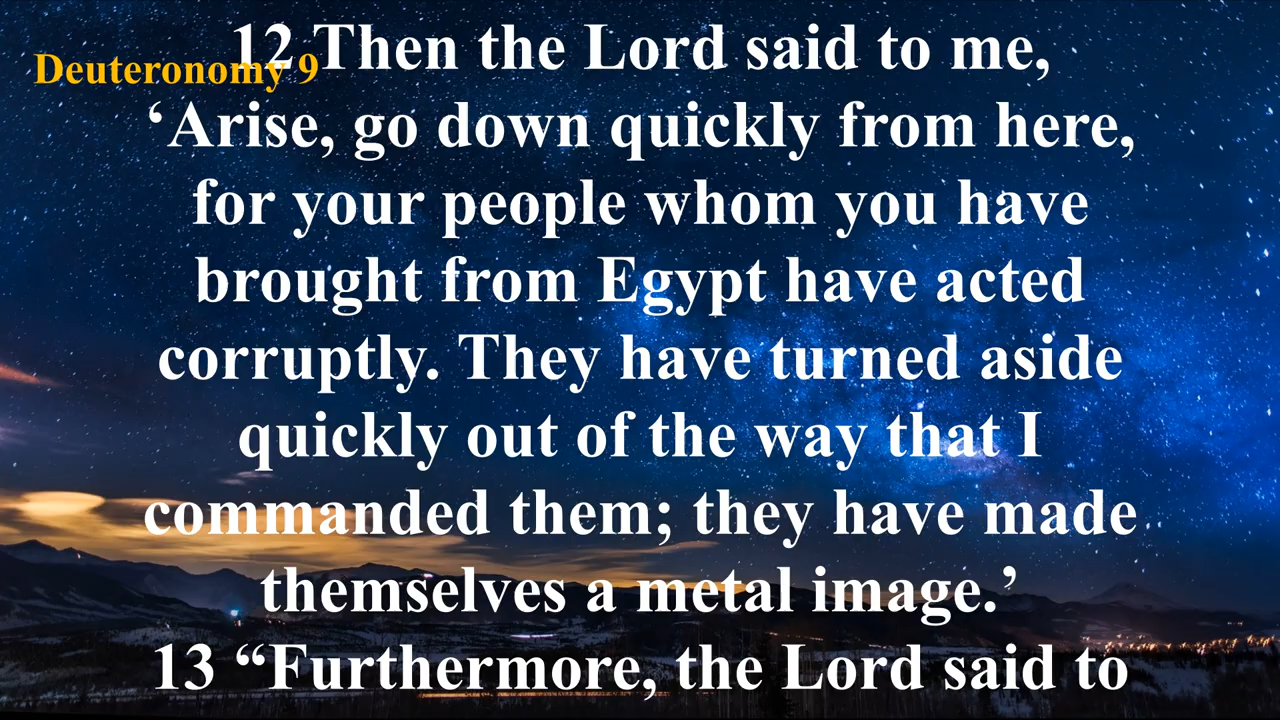 Deuteronomy 9
12 Then the Lord said to me,
‘Arise, go down quickly from here,
for your people whom you have
brought from Egypt have acted
corruptly. They have turned aside
quickly out of the way that I
commanded them; they have made
themselves a metal image.’
13 “Furthermore, the Lord said to